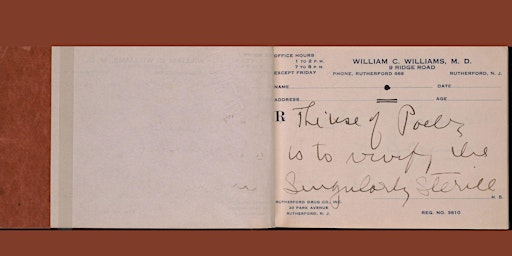 OFFICE HOURS
1 TO 2 P. M.
7 TO 8 P. M.
EXCEPT FRIDAY
WILLIAM C. WILLIAMS, M. D.
9 RIDGE ROAD
PHONE, RUTHERFORD 668
RUTHERFORD, N. J.
NAME
DATE
ADDRESS
AGE
R The use of Poetry
is to vivify the
Singularly Sterile
M. D.
RUTHERFORD DRUG CO., INC.
30 PARK AVENUE
RUTHERFORD, N. J.
REG. NO. 3610